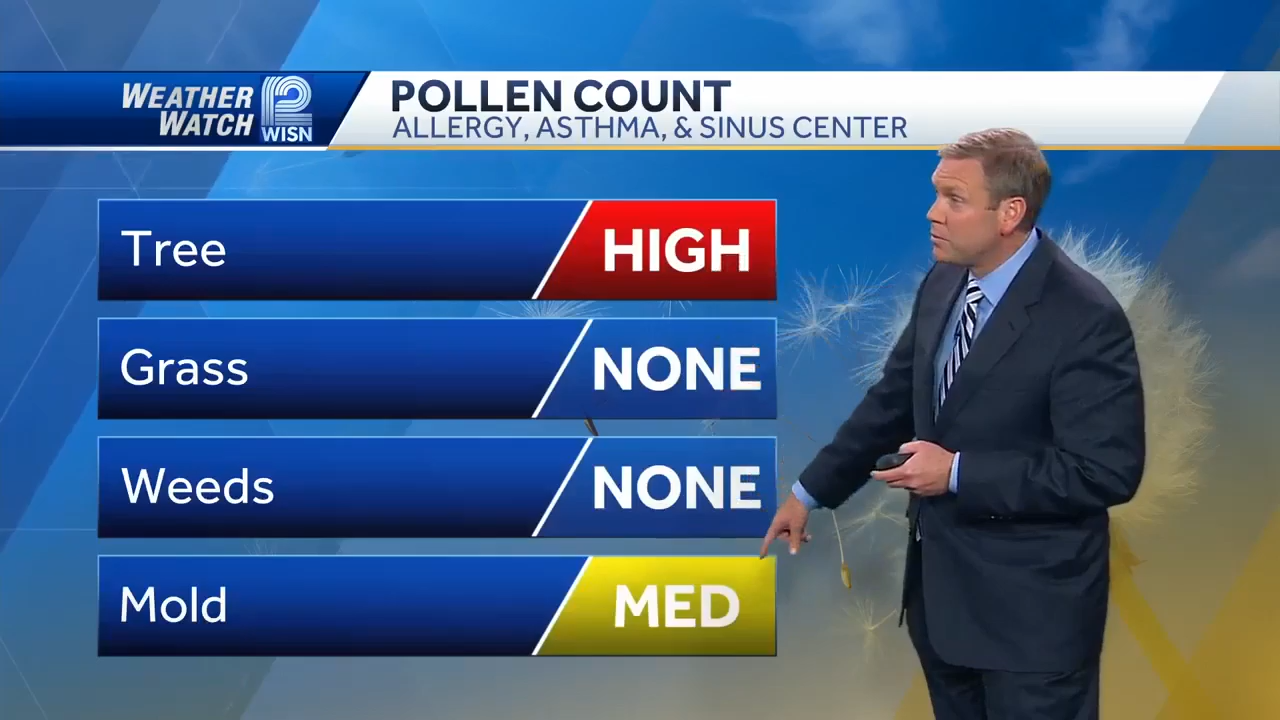 WEATHER
WATCH
12
WISN
POLLEN COUNT
ALLERGY, ASTHMA, & SINUS CENTER
Tree HIGH
Grass NONE
Weeds NONE
Mold MED